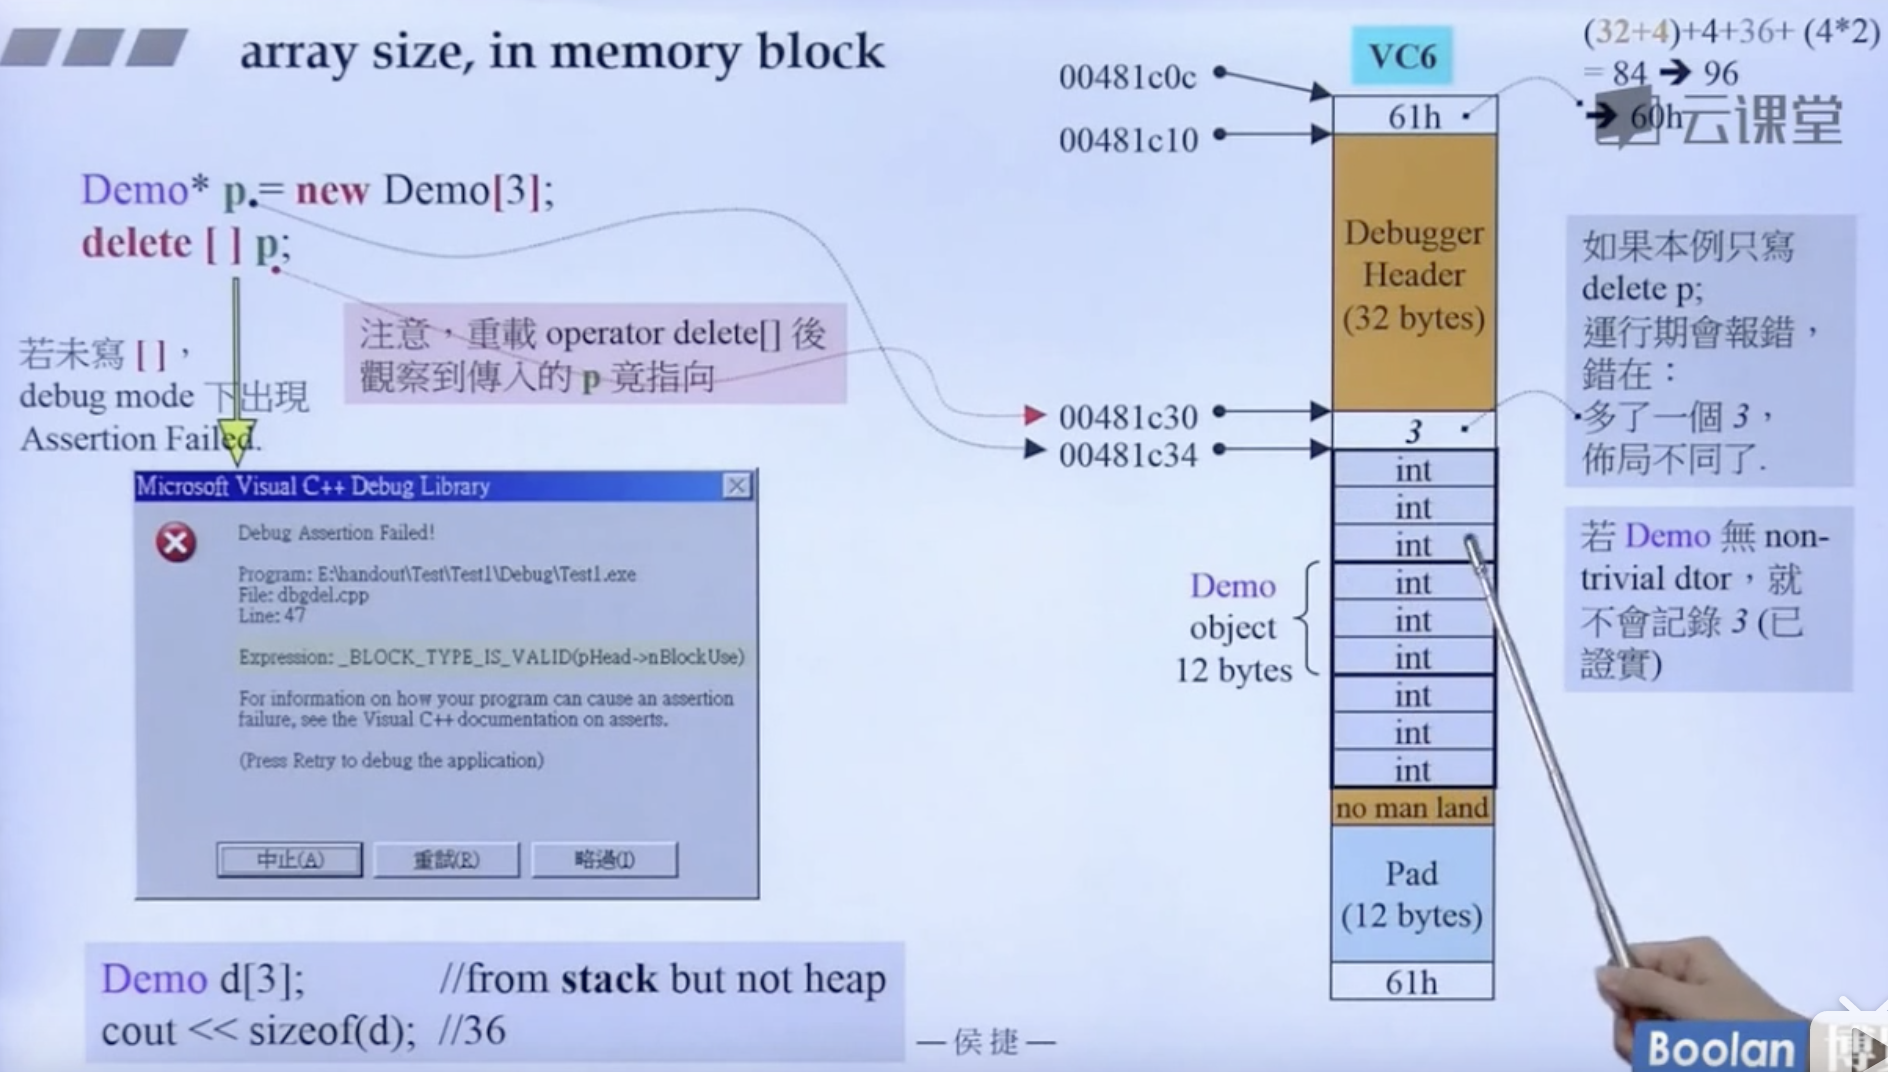 array size, in memory block
Demo* p = new Demo[3];
delete [ ] p;
若未寫 [ ]，
debug mode 下出現
Assertion Failed.
注意，重載 operator delete[] 後
觀察到傳入的 p 竟指向
Microsoft Visual C++ Debug Library
Debug Assertion Failed!
Program: E:\handout\Test\Test1\Debug\Test1.exe
File: dbgdel.cpp
Line: 47
Expression: _BLOCK_TYPE_IS_VALID(pHead->nBlockUse)
For information on how your program can cause an assertion
failure, see the Visual C++ documentation on asserts.
(Press Retry to debug the application)
中止(A)
重試(R)
略過(I)
Demo d[3]; //from stack but not heap
cout << sizeof(d); //36
—侯捷—
VC6
00481c0c
00481c10
00481c30
00481c34
61h
Debugger
Header
(32 bytes)
3
int
int
int
int
int
int
int
int
int
no man land
Pad
(12 bytes)
61h
Demo
object
12 bytes
(32+4)+4+36+ (4*2)
= 84 ➔ 96
➔ 60h
云课堂
如果本例只寫
delete p;
運行期會報錯，
錯在：
多了一個 3，
佈局不同了.
若 Demo 無 non-
trivial dtor，就
不會記錄 3 (已
證實)
Boolan
博